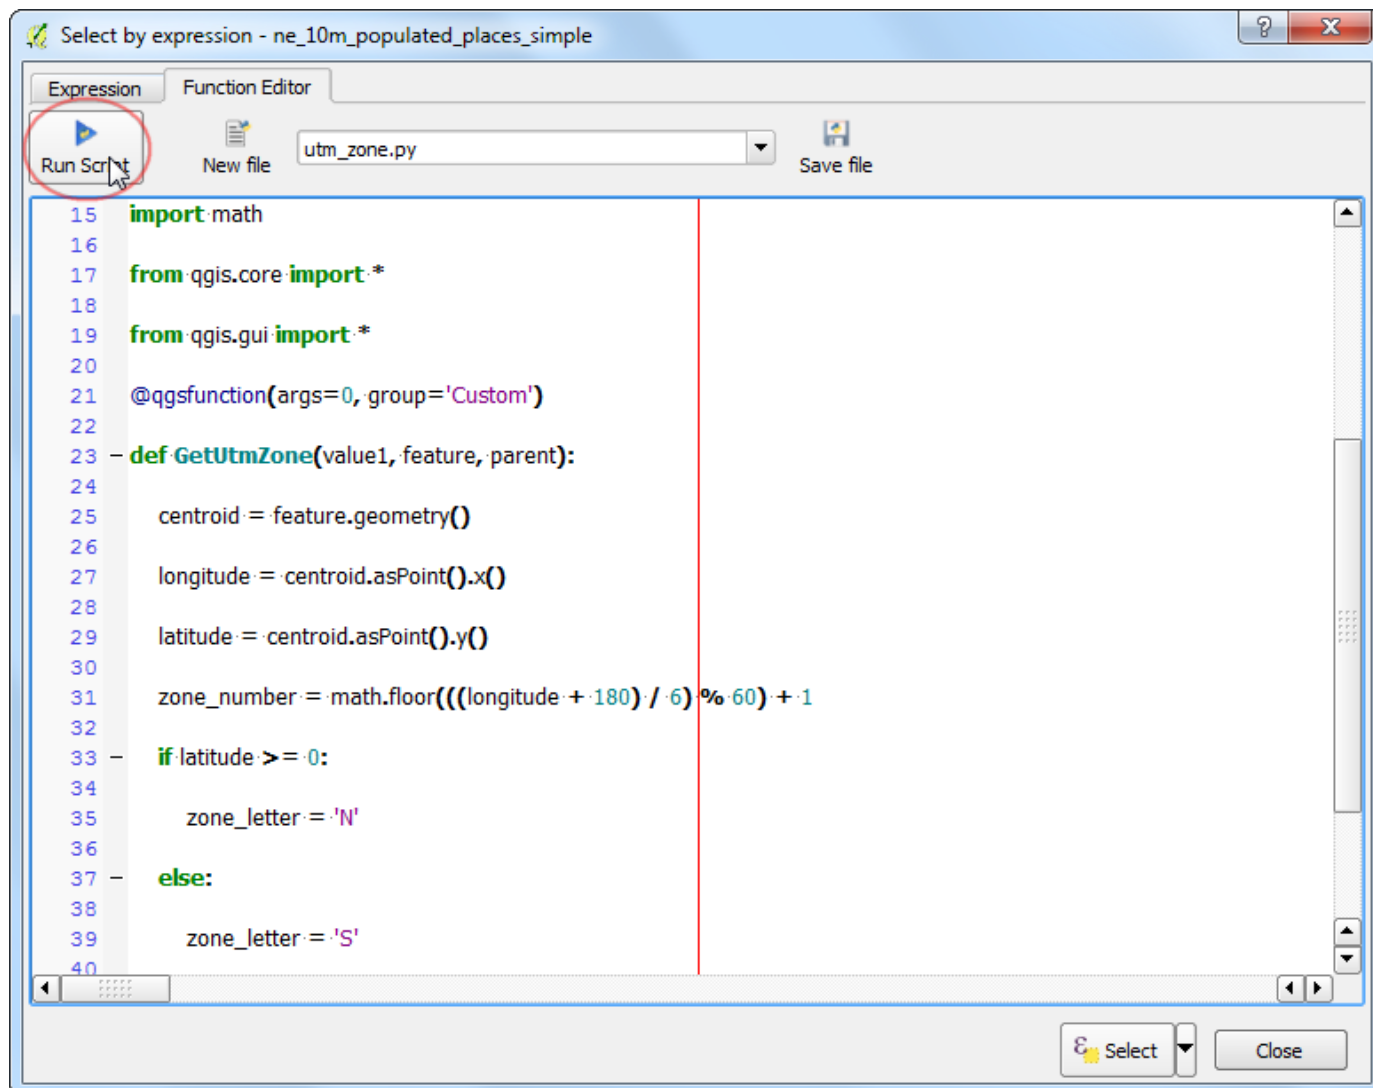 Select by expression - ne_10m_populated_places_simple
Expression
Function Editor
Run Script
New file
utm_zone.py
Save file
15 import math
16
17 from qgis.core import *
18
19 from qgis.gui import *
20
21 @qgsfunction(args=0, group='Custom')
22
23 def GetUtmZone(value1, feature, parent):
24
25 centroid = feature.geometry()
26
27 longitude = centroid.asPoint().x()
28
29 latitude = centroid.asPoint().y()
30
31 zone_number = math.floor(((longitude + 180) / 6) % 60) + 1
32
33 if latitude >= 0:
34
35 zone_letter = 'N'
36
37 else:
38
39 zone_letter = 'S'
40
Select
Close